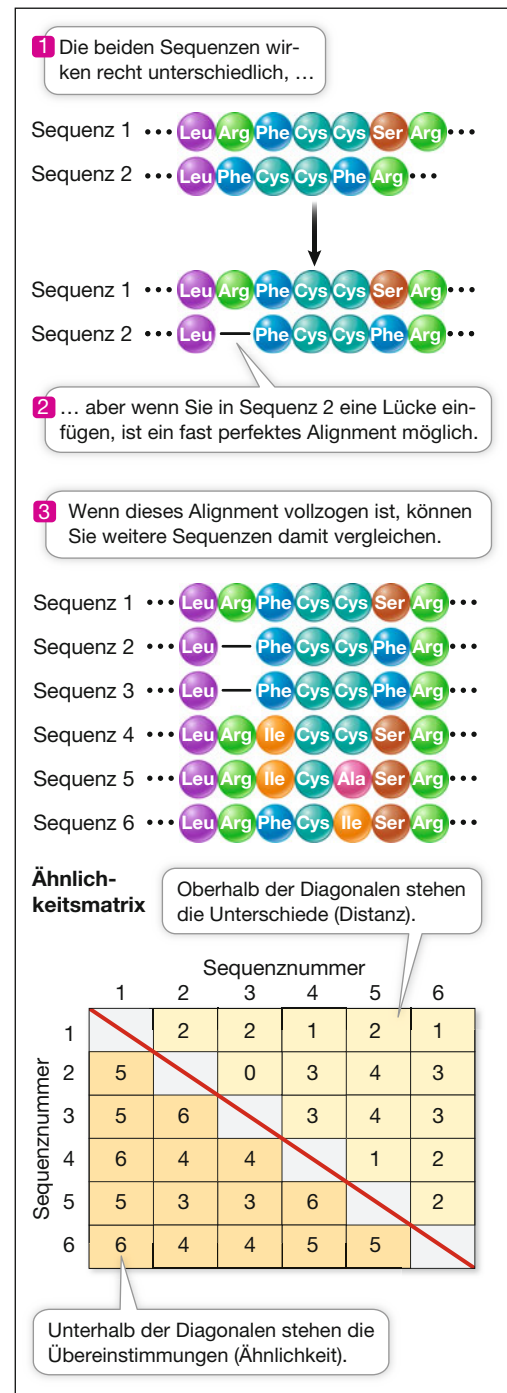 1 Die beiden Sequenzen wir-
ken recht unterschiedlich, …
Sequenz 1 ••• Leu Arg Phe Cys Cys Ser Arg •••
Sequenz 2 ••• Leu Phe Cys Cys Phe Arg •••
Sequenz 1 ••• Leu Arg Phe Cys Cys Ser Arg •••
Sequenz 2 ••• Leu — Phe Cys Cys Phe Arg •••
2 … aber wenn Sie in Sequenz 2 eine Lücke ein-
fügen, ist ein fast perfektes Alignment möglich.
3 Wenn dieses Alignment vollzogen ist, können
Sie weitere Sequenzen damit vergleichen.
Sequenz 1 ••• Leu Arg Phe Cys Cys Ser Arg •••
Sequenz 2 ••• Leu — Phe Cys Cys Phe Arg •••
Sequenz 3 ••• Leu — Phe Cys Cys Phe Arg •••
Sequenz 4 ••• Leu Arg Ile Cys Cys Ser Arg •••
Sequenz 5 ••• Leu Arg Ile Cys Ala Ser Arg •••
Sequenz 6 ••• Leu Arg Phe Cys Ile Ser Arg •••
Ähnlich-
keitsmatrix
Oberhalb der Diagonalen stehen
die Unterschiede (Distanz).
Sequenznummer
1 2 3 4 5 6
Sequenznummer
1 2 2 1 2 1
2 5 0 3 4 3
3 5 6 3 4 3
4 6 4 4 1 2
5 5 3 3 6 2
6 6 4 4 5 5
Unterhalb der Diagonalen stehen die
Übereinstimmungen (Ähnlichkeit).